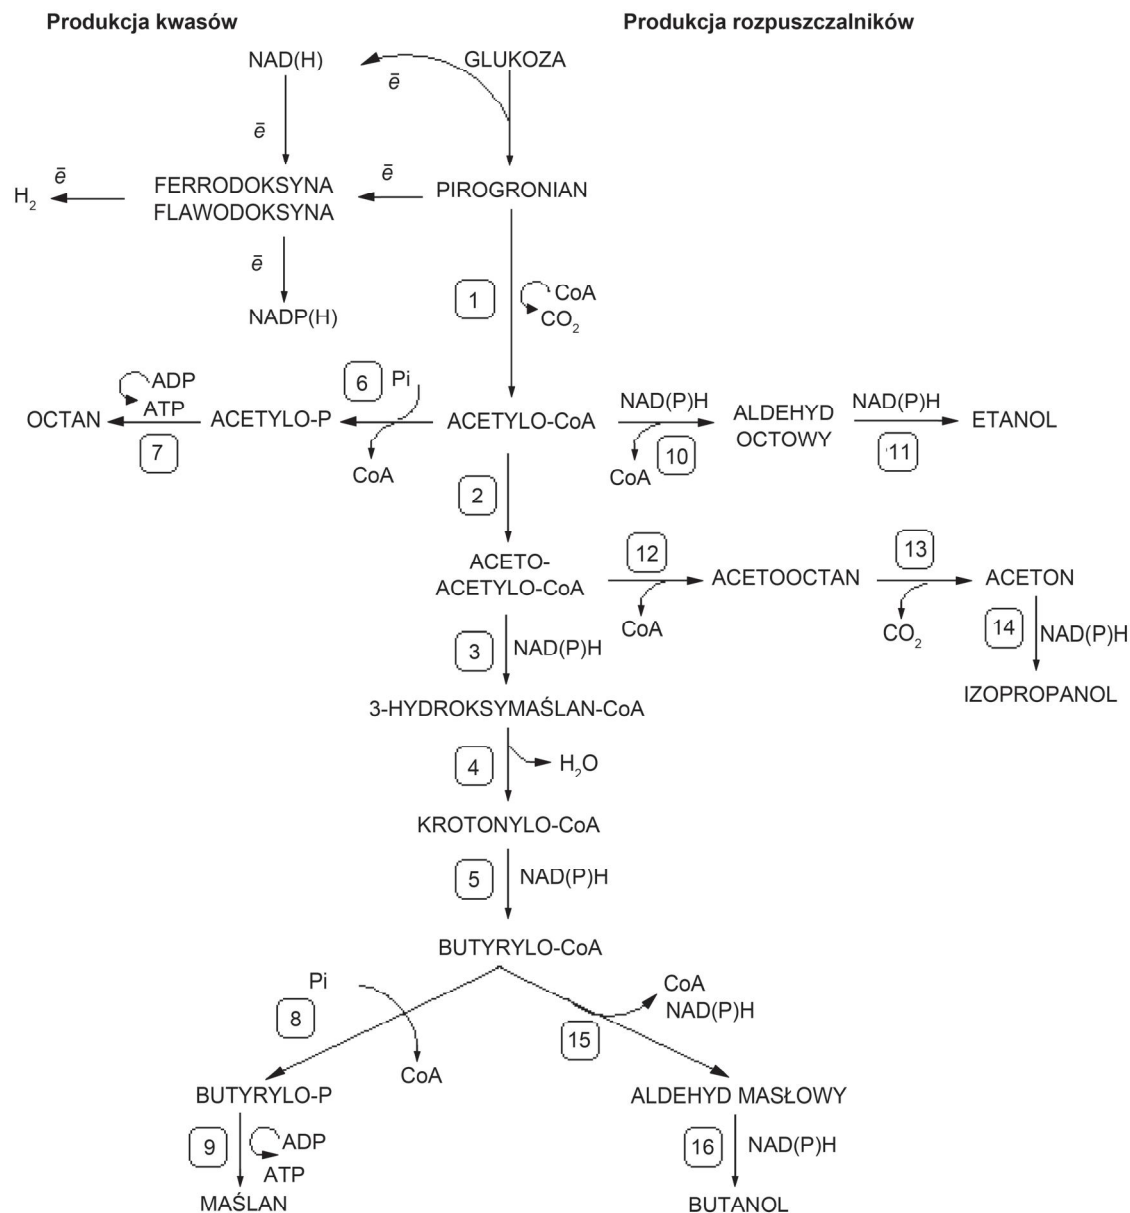 Produkcja kwasów
Produkcja rozpuszczalników
NAD(H)
GLUKOZA
ē
ē
H2
ē
FERRODOKSYNA
FLAWODOKSYNA
ē
PIROGRONIAN
ē
NADP(H)
1
CoA
CO2
ADP
ATP
6
Pi
OCTAN
ACETYLO-P
ACETYLO-CoA
NAD(P)H
ALDEHYD
OCTOWY
NAD(P)H
ETANOL
7
CoA
CoA
10
11
2
ACETO-
ACETYLO-CoA
12
ACETOOCTAN
13
ACETON
CoA
CO2
14
NAD(P)H
3
NAD(P)H
IZOPROPANOL
3-HYDROKSYMAŚLAN-CoA
4
H2O
KROTONYLO-CoA
5
NAD(P)H
BUTYRYLO-CoA
Pi
8
CoA
CoA
NAD(P)H
15
BUTYRYLO-P
ALDEHYD MASŁOWY
9
ADP
ATP
16
NAD(P)H
MAŚLAN
BUTANOL